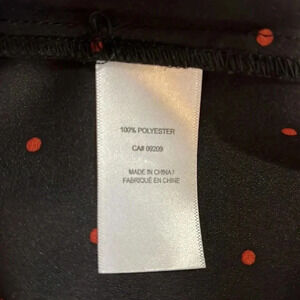 100% POLYESTER
CA# 09209
MADE IN CHINA /
FABRIQUÉ EN CHINE